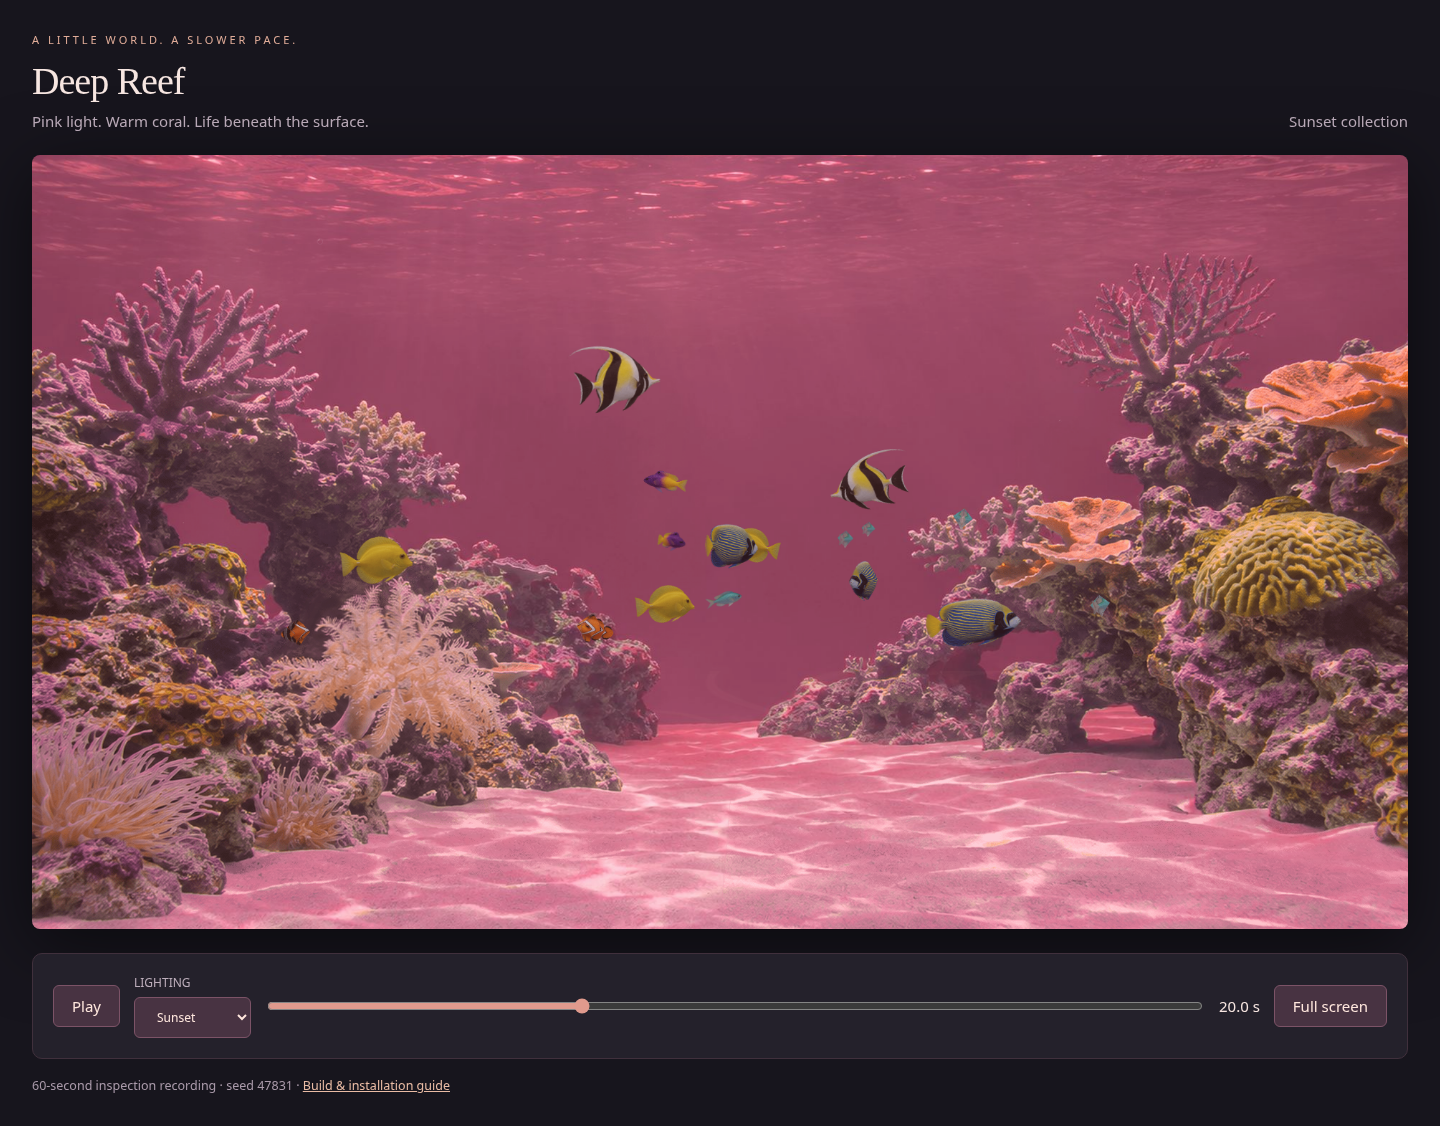 A LITTLE WORLD. A SLOWER PACE.
Deep Reef
Pink light. Warm coral. Life beneath the surface.
Sunset collection
LIGHTING
Play
Sunset
20.0 s
Full screen
60-second inspection recording · seed 47831 · Build & installation guide